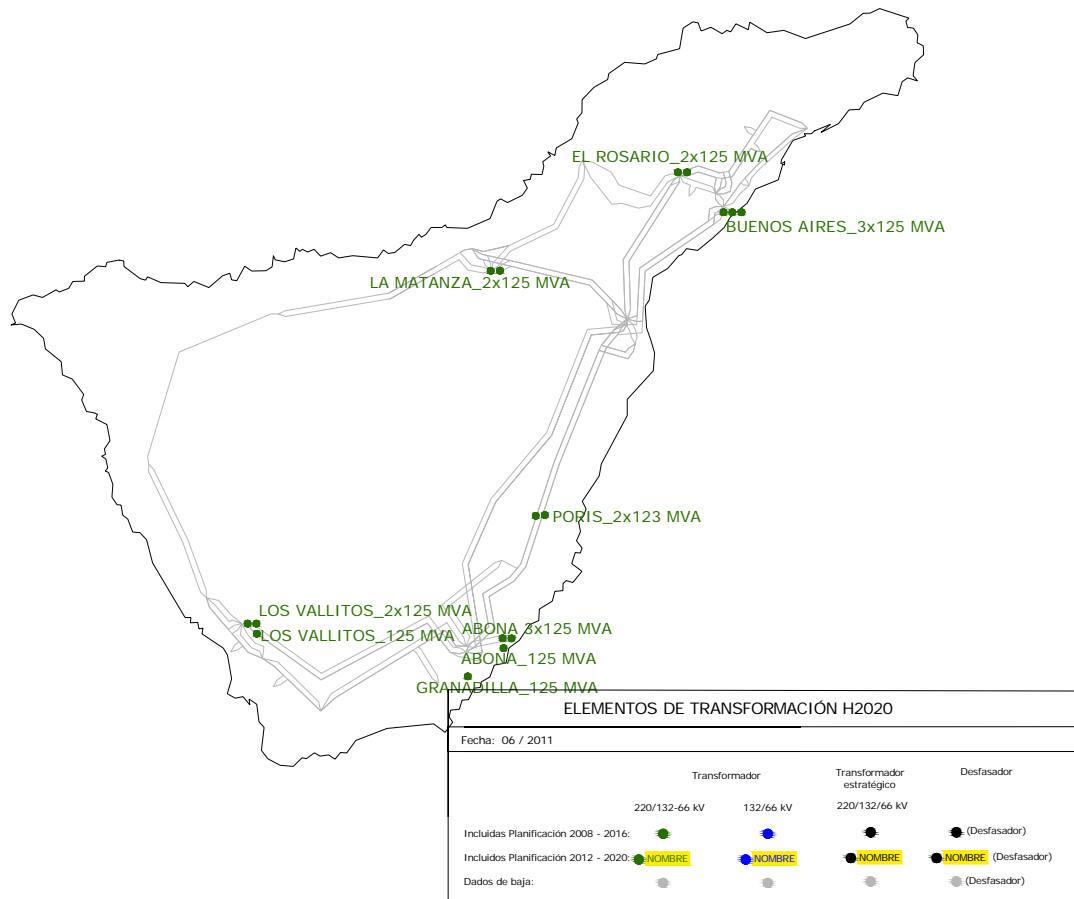 EL ROSARIO_2x125 MVA
BUENOS AIRES_3x125 MVA
LA MATANZA_2x125 MVA
PORIS_2x123 MVA
LOS VALLITOS_2x125 MVA
LOS VALLITOS_125 MVA
ABONA_3x125 MVA
ABONA_125 MVA
GRANADILLA_125 MVA
ELEMENTOS DE TRANSFORMACIÓN H2020
Fecha: 06 / 2011
Transformador
Transformador estratégico
Desfasador
220/132-66 kV
132/66 kV
220/132/66 kV
Incluidas Planificación 2008 - 2016:
(Desfasador)
Incluidos Planificación 2012 - 2020:
NOMBRE
NOMBRE
NOMBRE
NOMBRE (Desfasador)
Dados de baja:
(Desfasador)